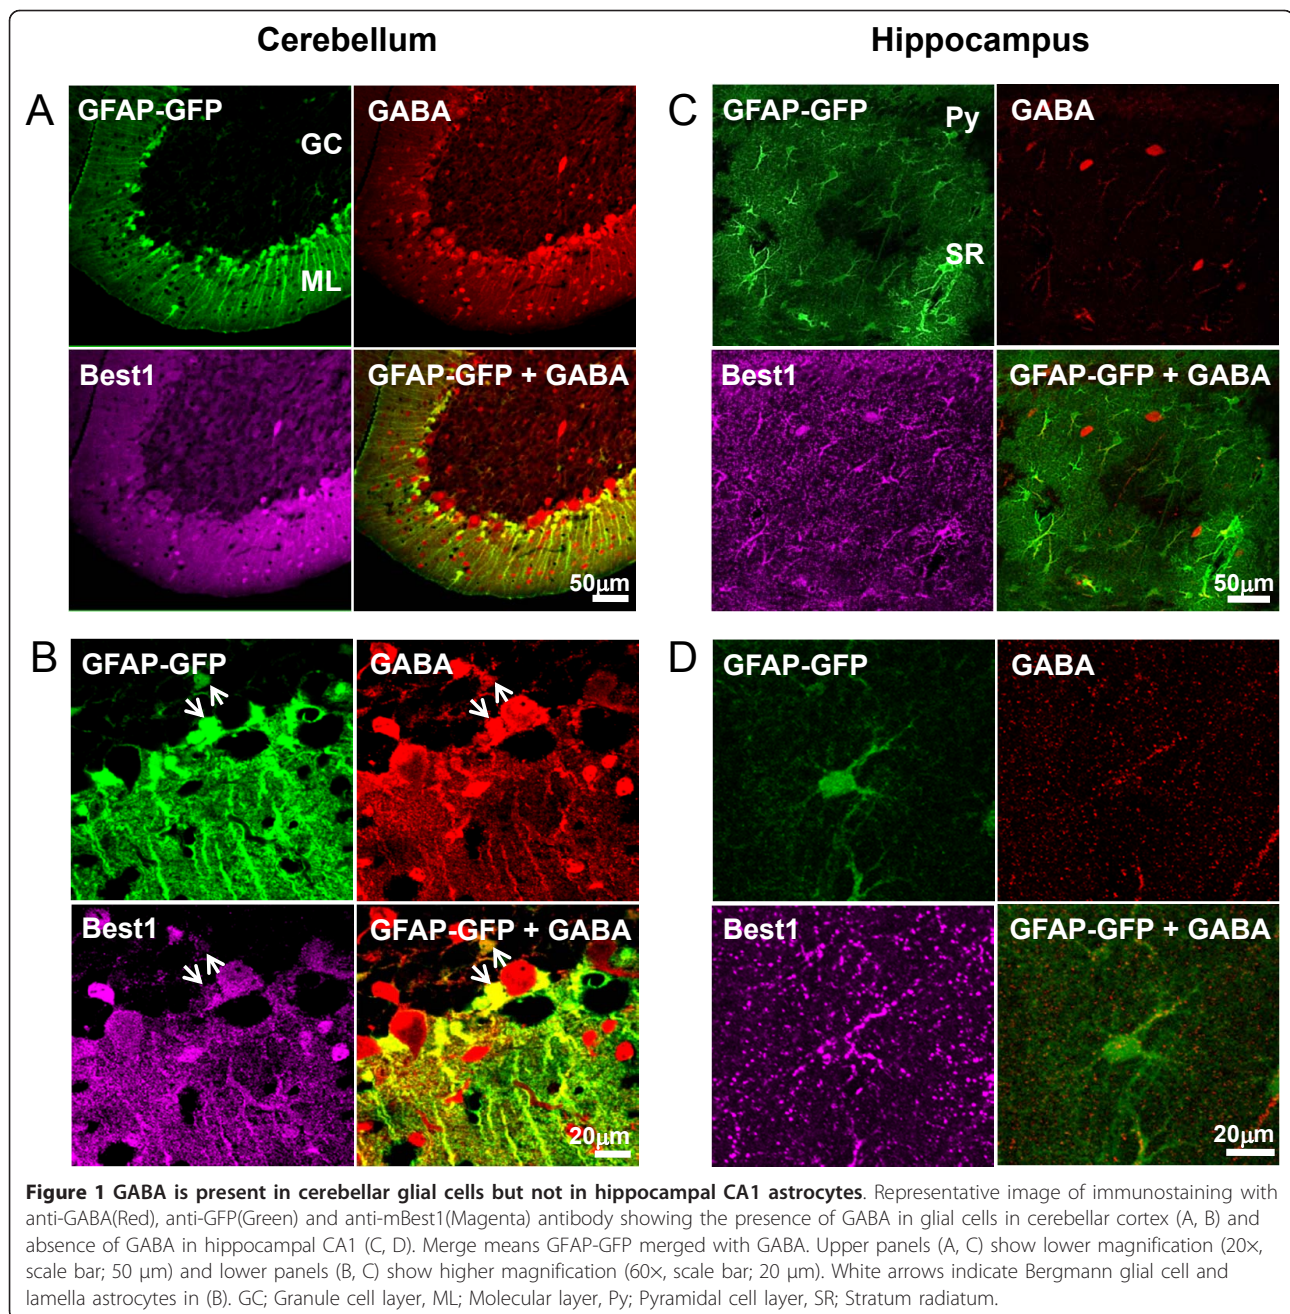 Cerebellum
Hippocampus
A
GFAP-GFP
GC
ML
GABA
Best1
GFAP-GFP + GABA
50μm
C
GFAP-GFP
Py
SR
GABA
Best1
GFAP-GFP + GABA
50μm
B
GFAP-GFP
GABA
Best1
GFAP-GFP + GABA
20μm
D
GFAP-GFP
GABA
Best1
GFAP-GFP + GABA
20μm
Figure 1 GABA is present in cerebellar glial cells but not in hippocampal CA1 astrocytes. Representative image of immunostaining with
anti-GABA(Red), anti-GFP(Green) and anti-mBest1(Magenta) antibody showing the presence of GABA in glial cells in cerebellar cortex (A, B) and
absence of GABA in hippocampal CA1 (C, D). Merge means GFAP-GFP merged with GABA. Upper panels (A, C) show lower magnification (20×,
scale bar; 50 μm) and lower panels (B, C) show higher magnification (60×, scale bar; 20 μm). White arrows indicate Bergmann glial cell and
lamella astrocytes in (B). GC; Granule cell layer, ML; Molecular layer, Py; Pyramidal cell layer, SR; Stratum radiatum.